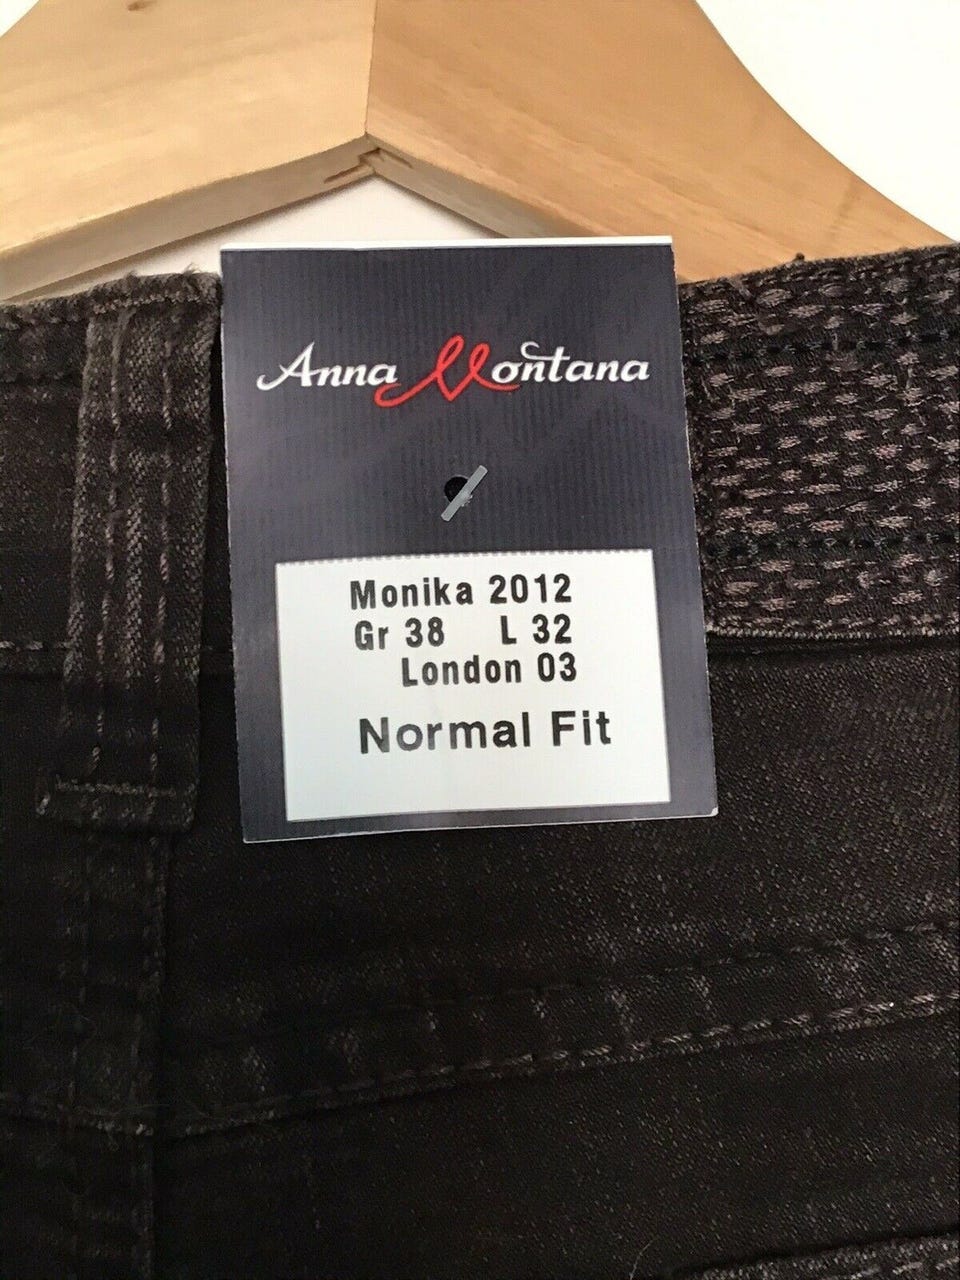 Anna Montana
Monika 2012
Gr 38 L 32
London 03
Normal Fit